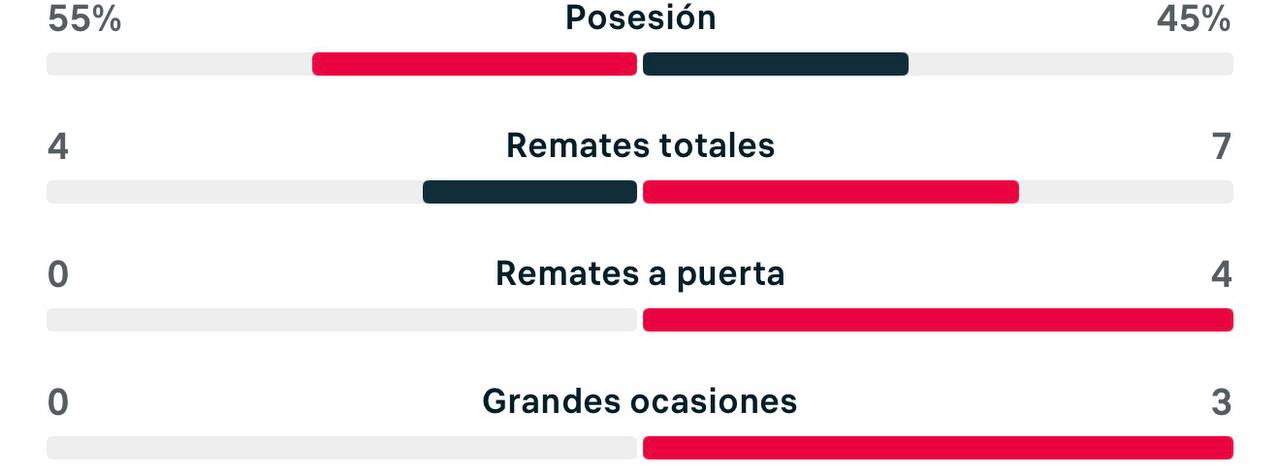 55% Posesión 45%
4 Remates totales 7
0 Remates a puerta 4
0 Grandes ocasiones 3